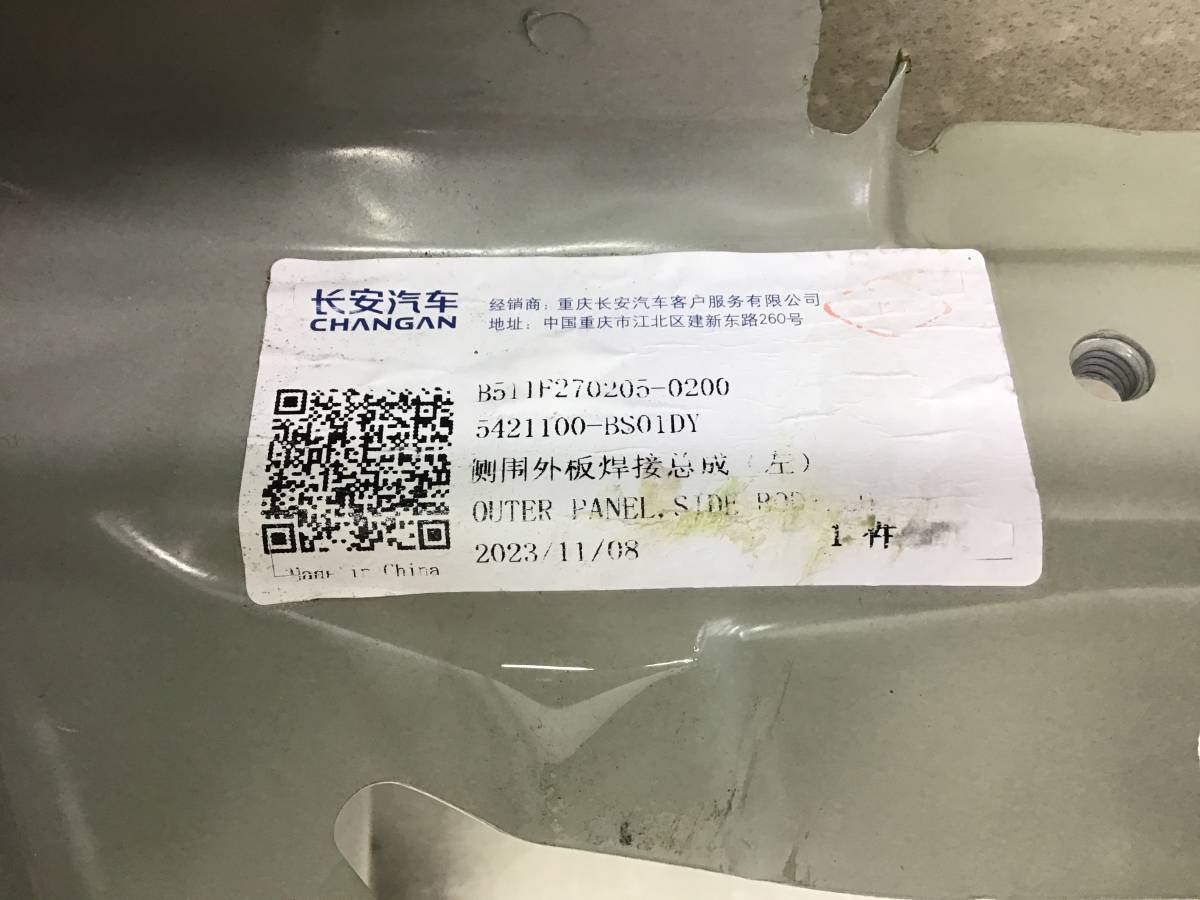 长安汽车
CHANGAN
经销商：重庆长安汽车客户服务有限公司
地址：中国重庆市江北区建新东路260号
B511F270205-0200
5421100-BS01DY
侧围外板焊接总成（左）
OUTER PANEL,SIDE BODY
2023/11/08
1 件
Made in China